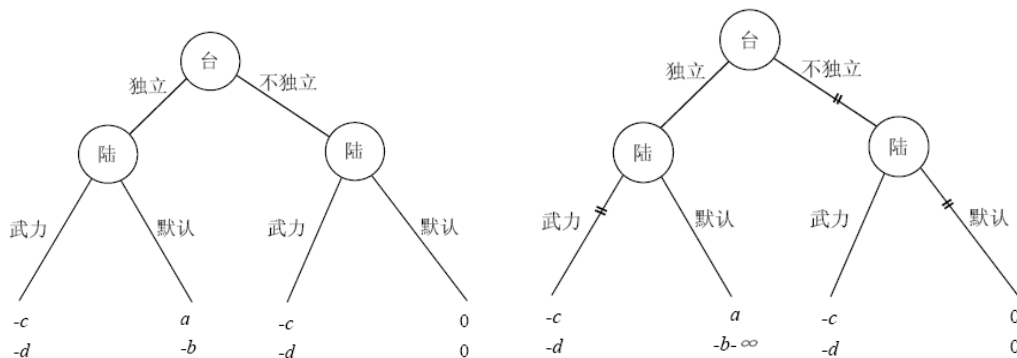 台
独立 不独立
陆 陆
武力 默认 武力 默认
-c a -c 0
-d -b -d 0
台
独立 不独立
陆 陆
武力 默认 武力 默认
-c a -c 0
-d -b-∞ -d 0